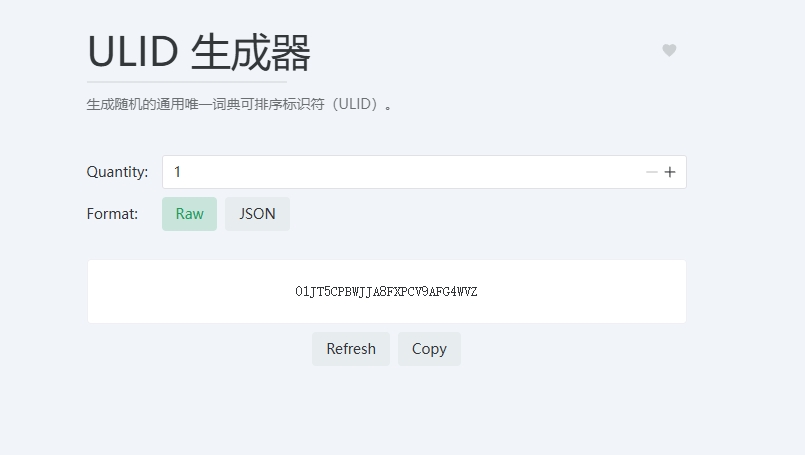 ULID 生成器
生成随机的通用唯一词典可排序标识符（ULID）。
Quantity: 1
Format: Raw JSON
01JT5CPBWJJA8FXPCV9AFG4WVZ
Refresh Copy